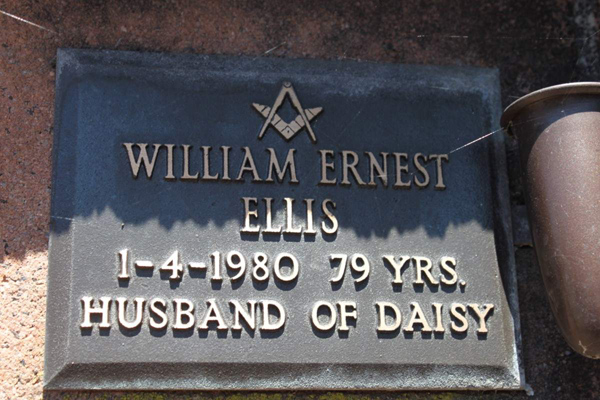 WILLIAM ERNEST
ELLIS
1-4-1980 79 YRS.
HUSBAND OF DAISY